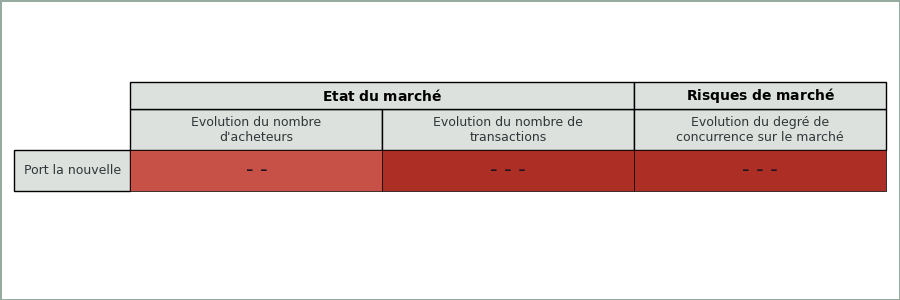 Etat du marché
Risques de marché
Evolution du nombre
d'acheteurs
Evolution du nombre de
transactions
Evolution du degré de
concurrence sur le marché
Port la nouvelle
– –
– – –
– – –